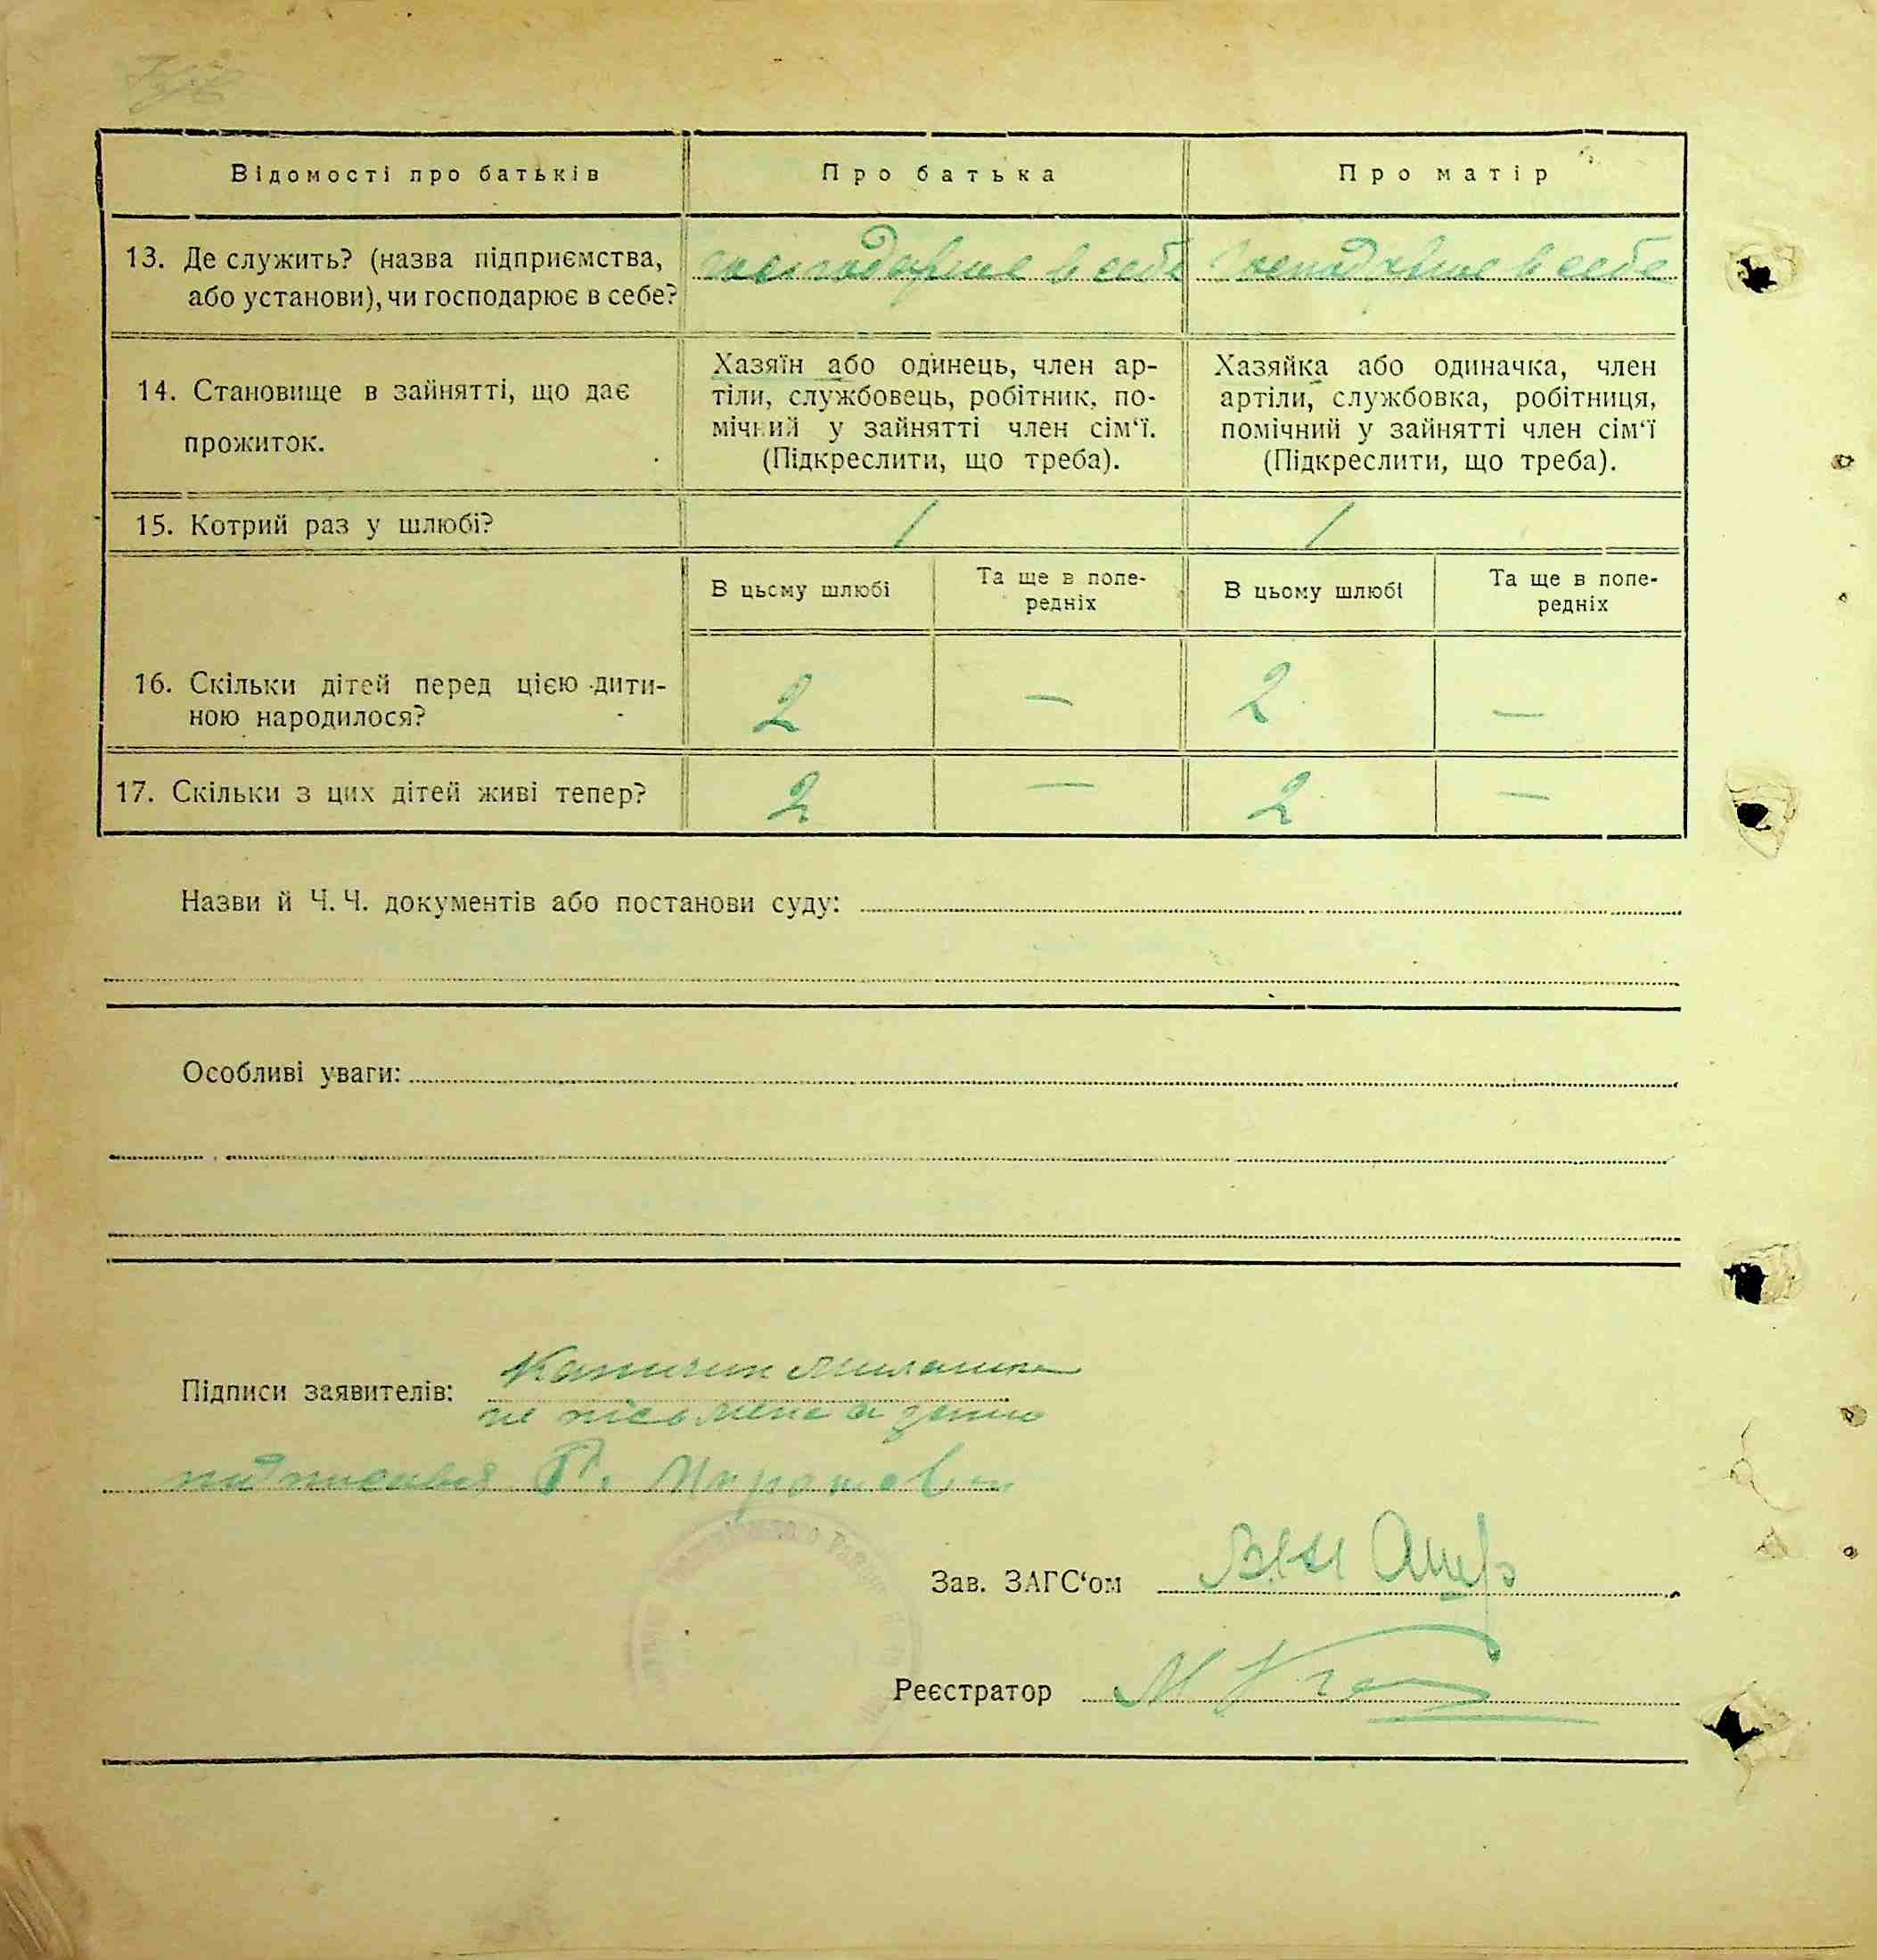 Відомості про батьків
Про батька
Про матір
13. Де служить? (назва підприємства,
або установи), чи господарює в себе?
господарює в себе
господарює в себе
14. Становище в зайнятті, що дає
прожиток.
Хазяїн або одинець, член ар-
тіли, службовець, робітник, по-
мічний у зайнятті член сім‘ї.
(Підкреслити, що треба).
Хазяйка або одиначка, член
артіли, службовка, робітниця,
помічний у зайнятті член сім‘ї
(Підкреслити, що треба).
15. Котрий раз у шлюбі?
1
1
В цьому шлюбі
Та ще в попе-
редніх
В цьому шлюбі
Та ще в попе-
редніх
16. Скільки дітей перед цією дити-
ною народилося?
2 — 2 —
17. Скільки з цих дітей живі тепер?
2 — 2 —
Назви й Ч. Ч. документів або постанови суду:
Особливі уваги:
Підписи заявителів:
Зав. ЗАГС‘ом
Реєстратор